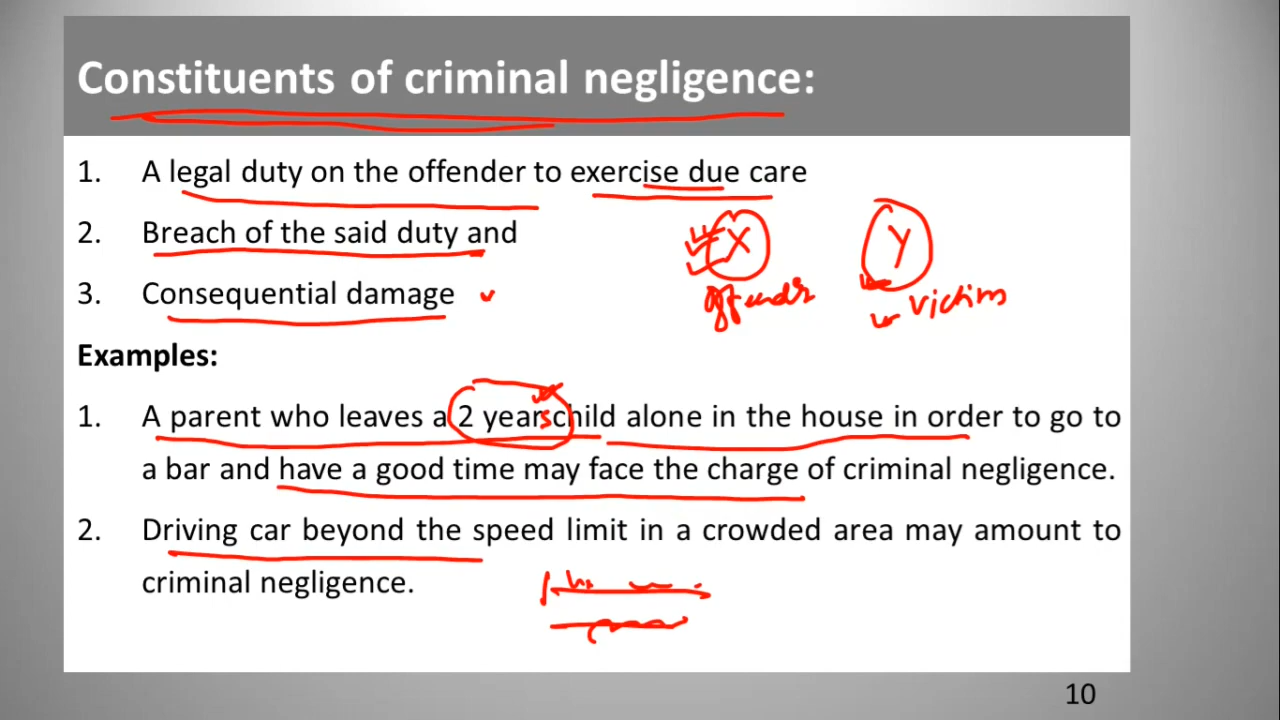 Constituents of criminal negligence:
1. A legal duty on the offender to exercise due care
2. Breach of the said duty and
X Y
3. Consequential damage
offender victim
Examples:
1. A parent who leaves a 2 years child alone in the house in order to go to
a bar and have a good time may face the charge of criminal negligence.
2. Driving car beyond the speed limit in a crowded area may amount to
criminal negligence.
10